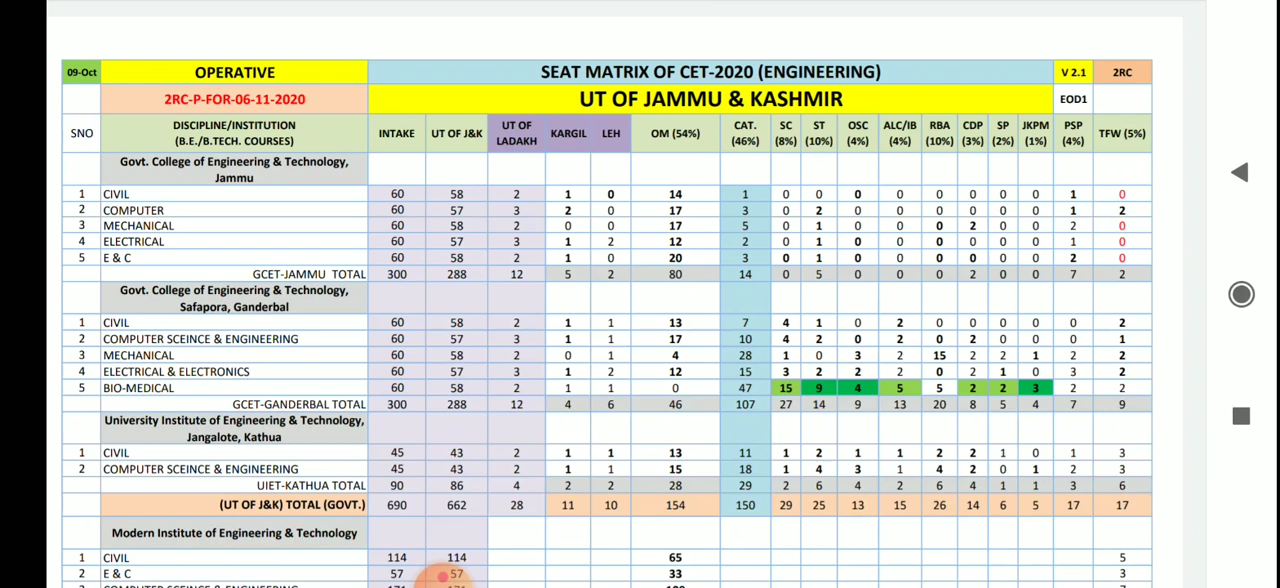 09-Oct OPERATIVE SEAT MATRIX OF CET-2020 (ENGINEERING) V 2.1 2RC
2RC-P-FOR-06-11-2020 UT OF JAMMU & KASHMIR EOD1
SNO DISCIPLINE/INSTITUTION (B.E./B.TECH. COURSES) INTAKE UT OF J&K UT OF LADAKH KARGIL LEH OM (54%) CAT. (46%) SC (8%) ST (10%) OSC (4%) ALC/IB (4%) RBA (10%) CDP (3%) SP (2%) JKPM (1%) PSP (4%) TFW (5%)
Govt. College of Engineering & Technology,
Jammu
1 CIVIL 60 58 2 1 0 14 1 0 0 0 0 0 0 0 0 1 0
2 COMPUTER 60 57 3 2 0 17 3 0 2 0 0 0 0 0 0 1 2
3 MECHANICAL 60 58 2 0 0 17 5 0 1 0 0 0 2 0 0 2 0
4 ELECTRICAL 60 57 3 1 2 12 2 0 1 0 0 0 0 0 0 1 0
5 E & C 60 58 2 1 0 20 3 0 1 0 0 0 0 0 0 2 0
GCET-JAMMU TOTAL 300 288 12 5 2 80 14 0 5 0 0 0 2 0 0 7 2
Govt. College of Engineering & Technology,
Safapora, Ganderbal
1 CIVIL 60 58 2 1 1 13 7 4 1 0 2 0 0 0 0 0 2
2 COMPUTER SCEINCE & ENGINEERING 60 57 3 1 1 17 10 4 2 0 2 0 2 0 0 0 1
3 MECHANICAL 60 58 2 0 1 4 28 1 0 3 2 15 2 2 1 2 2
4 ELECTRICAL & ELECTRONICS 60 57 3 1 2 12 15 3 2 2 2 0 2 1 0 3 2
5 BIO-MEDICAL 60 58 2 1 1 0 47 15 9 4 5 5 2 2 3 2 2
GCET-GANDERBAL TOTAL 300 288 12 4 6 46 107 27 14 9 13 20 8 5 4 7 9
University Institute of Engineering & Technology,
Jangalote, Kathua
1 CIVIL 45 43 2 1 1 13 11 1 2 1 1 2 2 1 0 1 3
2 COMPUTER SCEINCE & ENGINEERING 45 43 2 1 1 15 18 1 4 3 1 4 2 0 1 2 3
UIET-KATHUA TOTAL 90 86 4 2 2 28 29 2 6 4 2 6 4 1 1 3 6
(UT OF J&K) TOTAL (GOVT.) 690 662 28 11 10 154 150 29 25 13 15 26 14 6 5 17 17
Modern Institute of Engineering & Technology
1 CIVIL 114 114 65 5
2 E & C 57 57 33 3